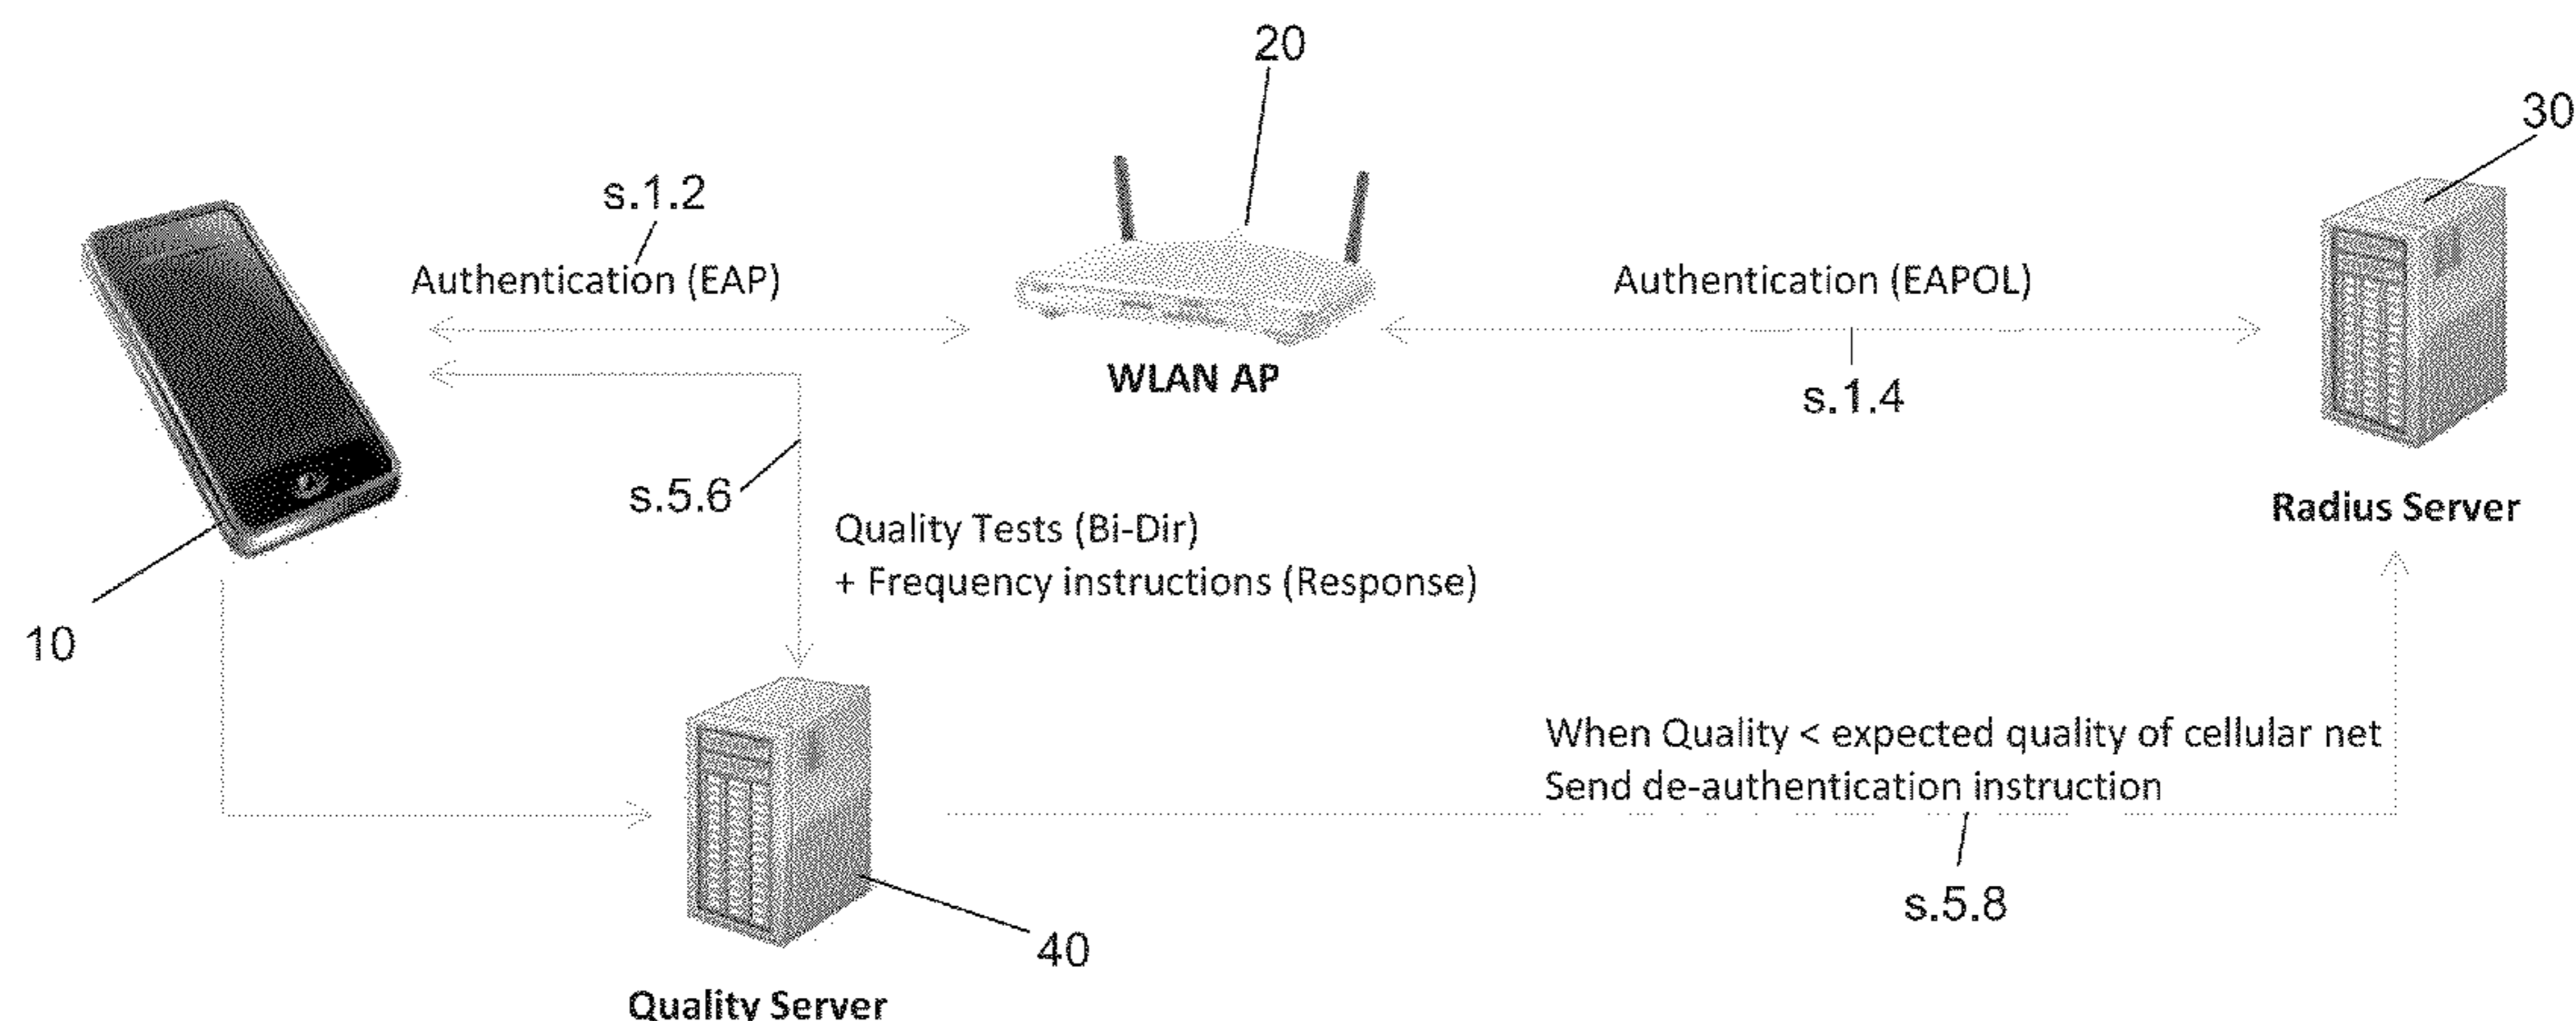 20
30
s.1.2
Authentication (EAP)
Authentication (EAPOL)
WLAN AP
s.1.4
s.5.6
Radius Server
Quality Tests (Bi-Dir)
+ Frequency instructions (Response)
10
When Quality < expected quality of cellular net
Send de-authentication instruction
s.5.8
40
Quality Server